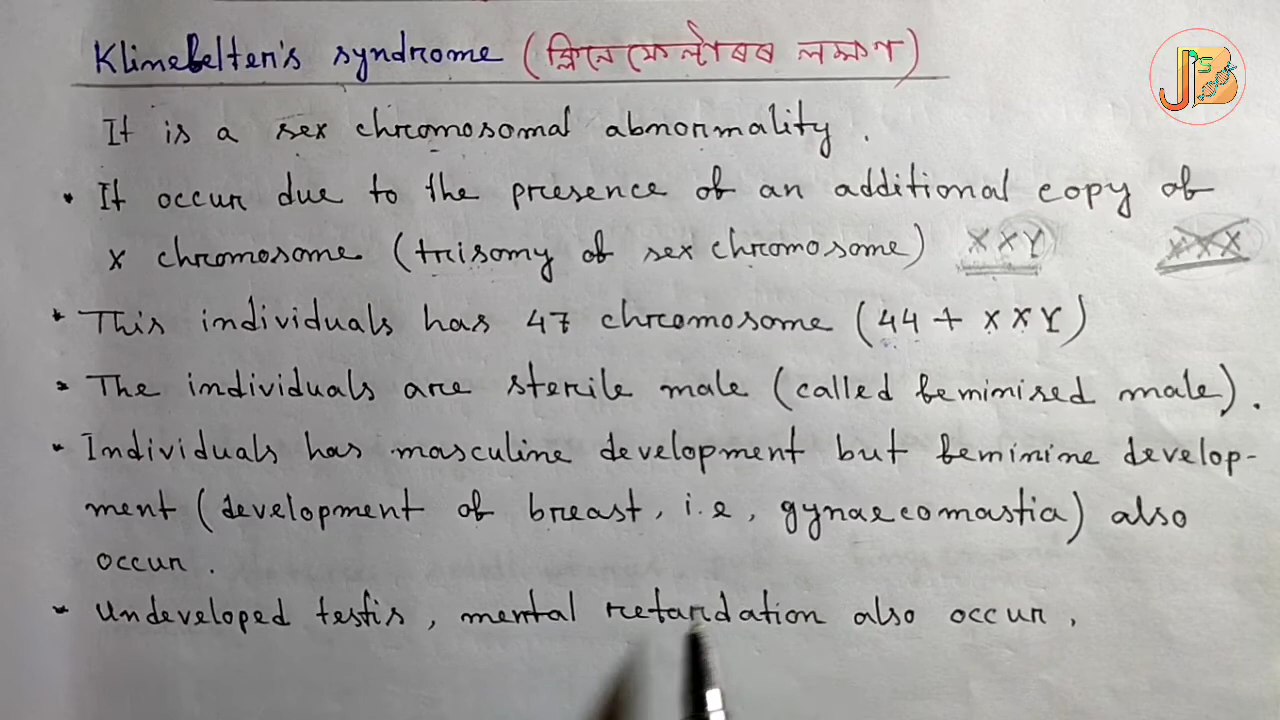 Klinefelter's syndrome (ক্লিনেফেল্টাৰৰ লক্ষণ)
JB's
It is a sex chromosomal abnormality.
• It occur due to the presence of an additional copy of
X chromosome (trisomy of sex chromosome) XXY XXX
• This individuals has 47 chromosome (44 + XXY)
• The individuals are sterile male (called feminised male).
• Individuals has masculine development but feminine develop-
ment (development of breast, i.e, gynaecomastia) also
occur.
• Undeveloped testis, mental retardation also occur.